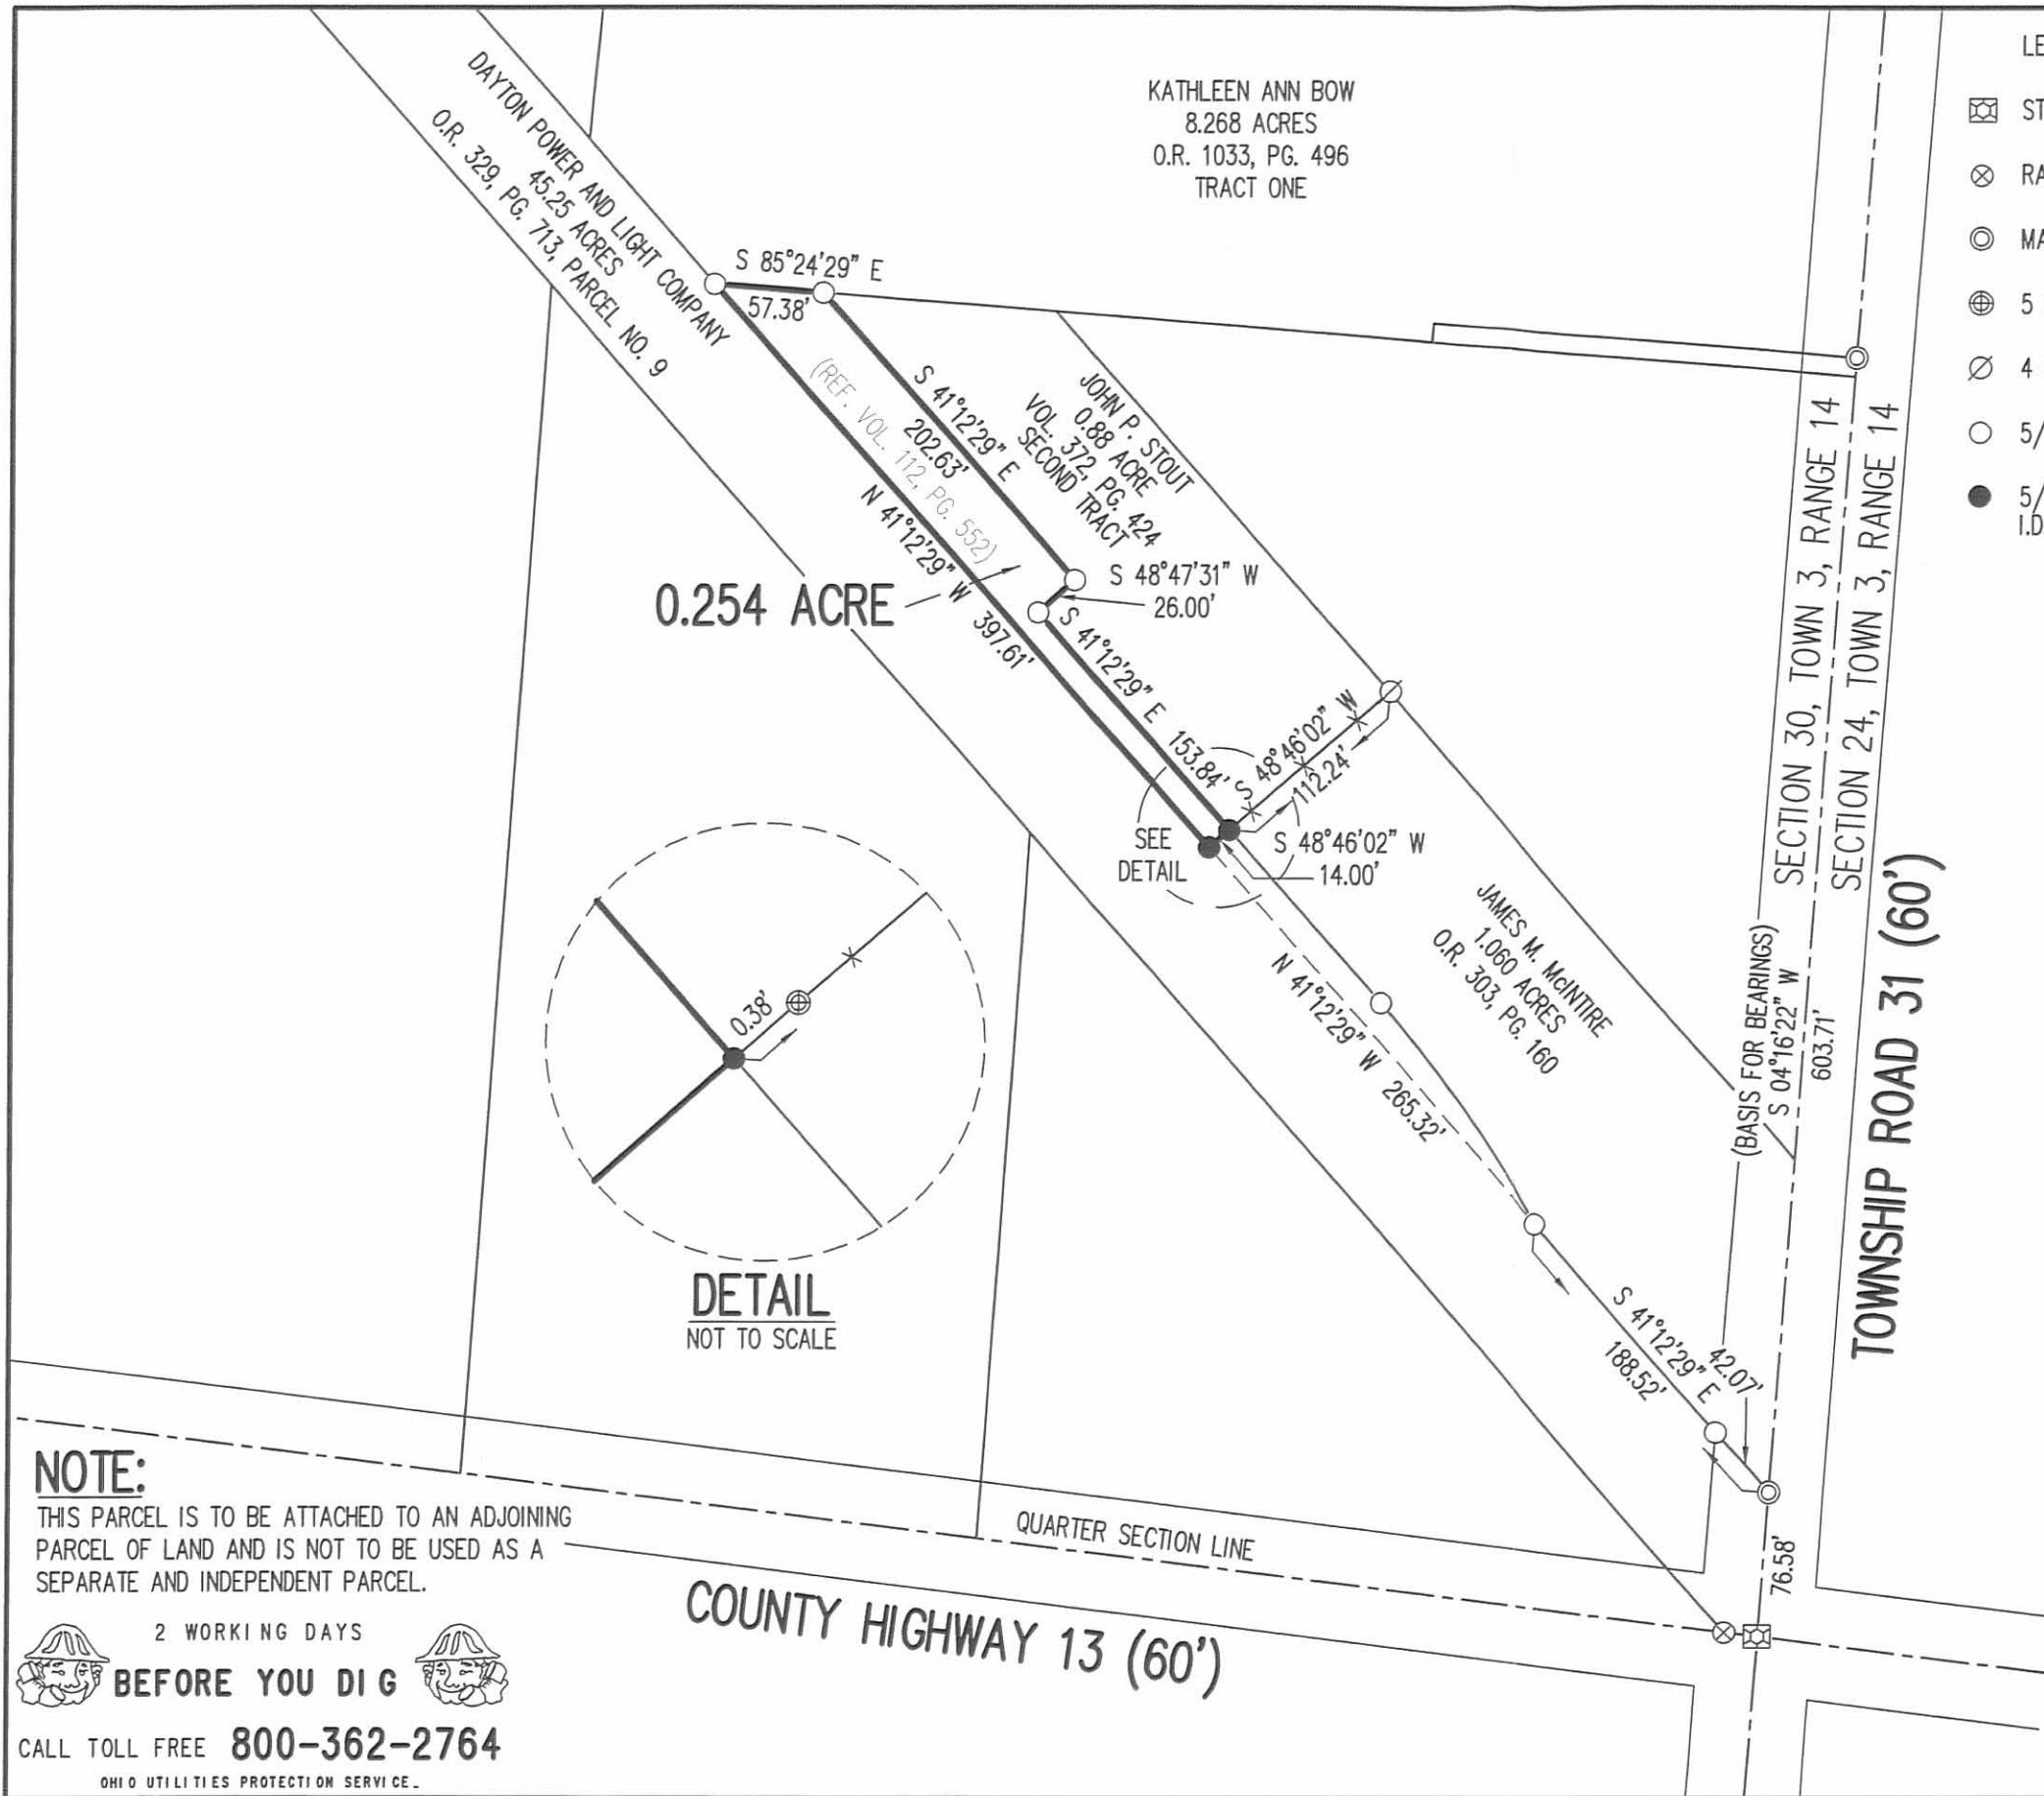 KATHLEEN ANN BOW
8.268 ACRES
O.R. 1033, PG. 496
TRACT ONE
DAYTON POWER AND LIGHT COMPANY
45.25 ACRES
O.R. 329, PG. 713, PARCEL NO. 9
S 85°24'29" E
57.38'
S 41°12'29" E
202.63'
(REF. VOL. 112, PG. 552)
N 41°12'29" W 397.61'
JOHN P. STOUT
0.88 ACRE
VOL. 372, PG. 424
SECOND TRACT
0.254 ACRE
S 48°47'31" W
26.00'
S 41°12'29" E 153.84'
S 48°46'02" W
112.24'
SEE
DETAIL
S 48°46'02" W
14.00'
JAMES M. McINTIRE
1.060 ACRES
O.R. 303, PG. 160
N 41°12'29" W 265.32'
S 41°12'29" E
188.52'
42.07'
76.58'
(BASIS FOR BEARINGS)
S 04°16'22" W
603.71'
SECTION 30, TOWN 3, RANGE 14
SECTION 24, TOWN 3, RANGE 14
TOWNSHIP ROAD 31 (60')
LE
ST
RA
MA
5
4
5/
5/
I.D
0.38'
DETAIL
NOT TO SCALE
QUARTER SECTION LINE
COUNTY HIGHWAY 13 (60')
NOTE:
THIS PARCEL IS TO BE ATTACHED TO AN ADJOINING
PARCEL OF LAND AND IS NOT TO BE USED AS A
SEPARATE AND INDEPENDENT PARCEL.
2 WORKING DAYS
BEFORE YOU DIG
CALL TOLL FREE 800-362-2764
OHIO UTILITIES PROTECTION SERVICE.